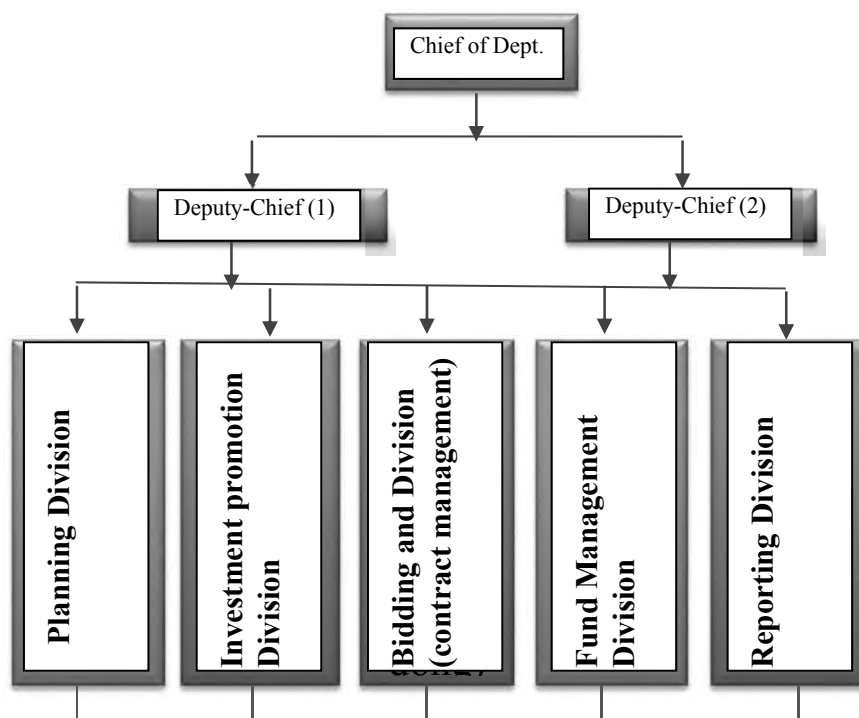 Chief of Dept.
Deputy-Chief (1)
Deputy-Chief (2)
Planning Division
Investment promotion
Division
Bidding and Division
(contract management)
Fund Management
Division
Reporting Division